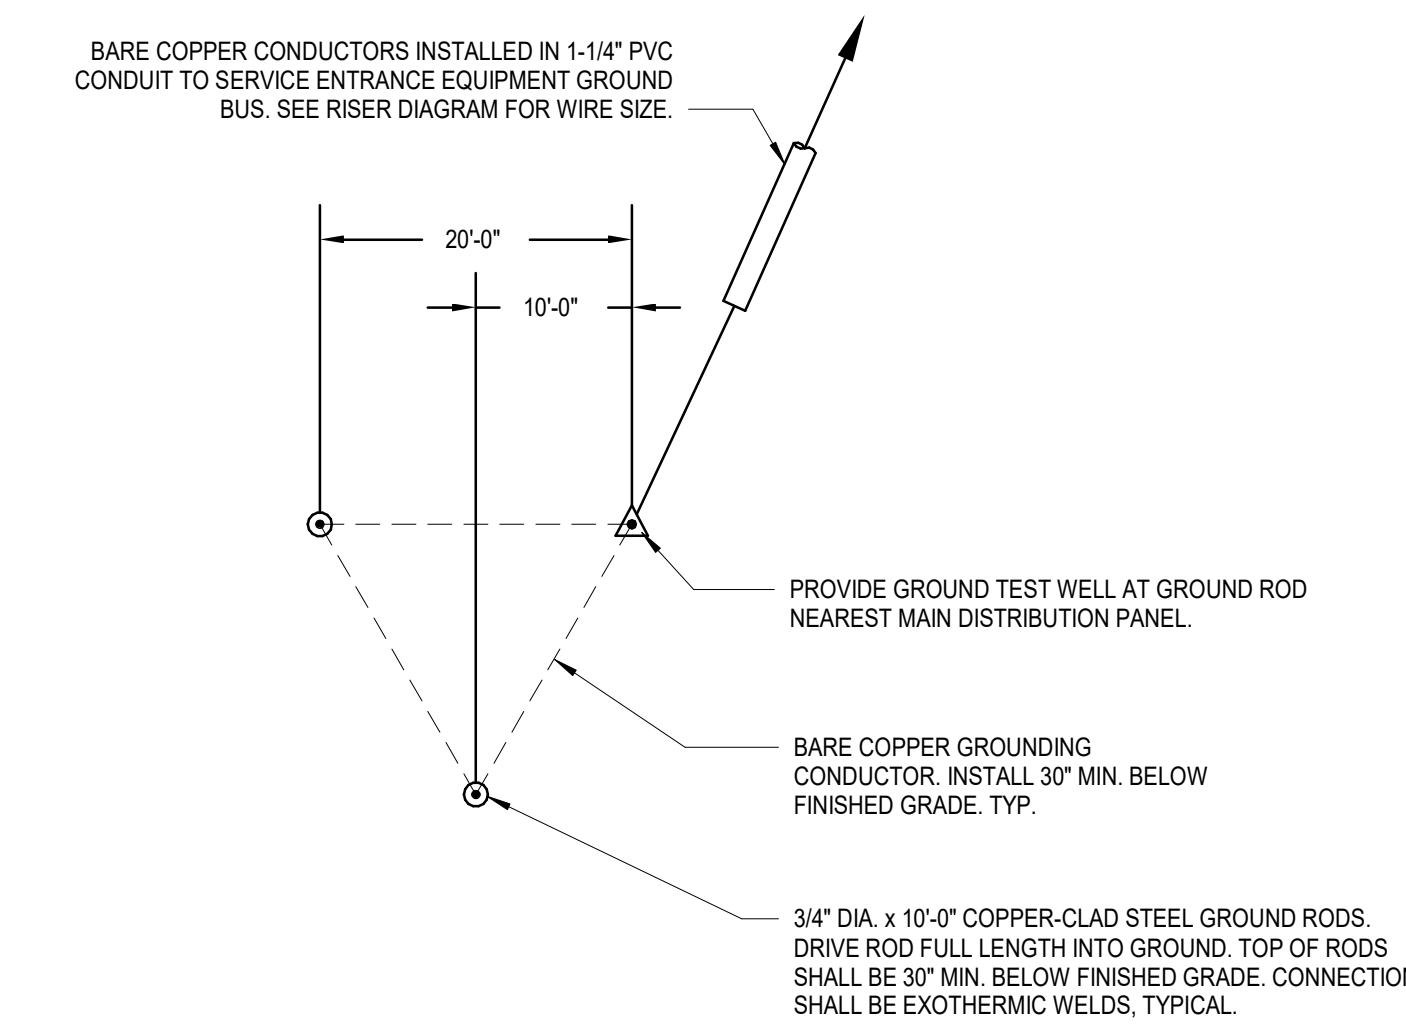 BARE COPPER CONDUCTORS INSTALLED IN 1-1/4" PVC
CONDUIT TO SERVICE ENTRANCE EQUIPMENT GROUND
BUS. SEE RISER DIAGRAM FOR WIRE SIZE.
20'-0"
10'-0"
PROVIDE GROUND TEST WELL AT GROUND ROD
NEAREST MAIN DISTRIBUTION PANEL.
BARE COPPER GROUNDING
CONDUCTOR. INSTALL 30" MIN. BELOW
FINISHED GRADE. TYP.
3/4" DIA. x 10'-0" COPPER-CLAD STEEL GROUND RODS.
DRIVE ROD FULL LENGTH INTO GROUND. TOP OF RODS
SHALL BE 30" MIN. BELOW FINISHED GRADE. CONNECTION
SHALL BE EXOTHERMIC WELDS, TYPICAL.